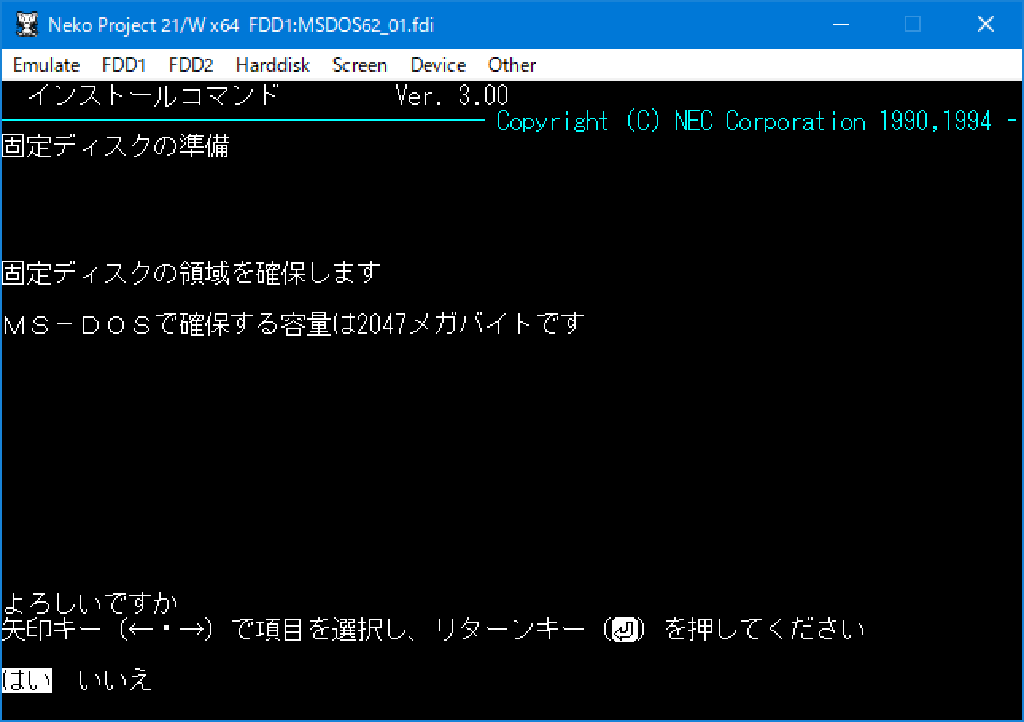 Neko Project 21/W x64 FDD1:MSDOS62_01.fdi
Emulate FDD1 FDD2 Harddisk Screen Device Other
インストールコマンド Ver. 3.00
Copyright (C) NEC Corporation 1990,1994 -
固定ディスクの準備
固定ディスクの領域を確保します
ＭＳ－ＤＯＳで確保する容量は2047メガバイトです
よろしいですか
矢印キー（←・→）で項目を選択し、リターンキー（↵）を押してください
はい いいえ